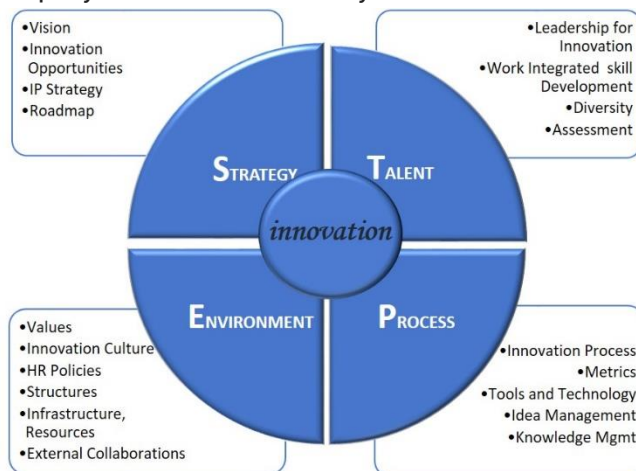 •Vision
•Innovation
Opportunities
•IP Strategy
•Roadmap
•Leadership for
Innovation
•Work Integrated skill
Development
•Diversity
•Assessment
STRATEGY
TALENT
innovation
ENVIRONMENT
PROCESS
•Values
•Innovation Culture
•HR Policies
•Structures
•Infrastructure,
Resources
•External Collaborations
•Innovation Process
•Metrics
•Tools and Technology
•Idea Management
•Knowledge Mgmt